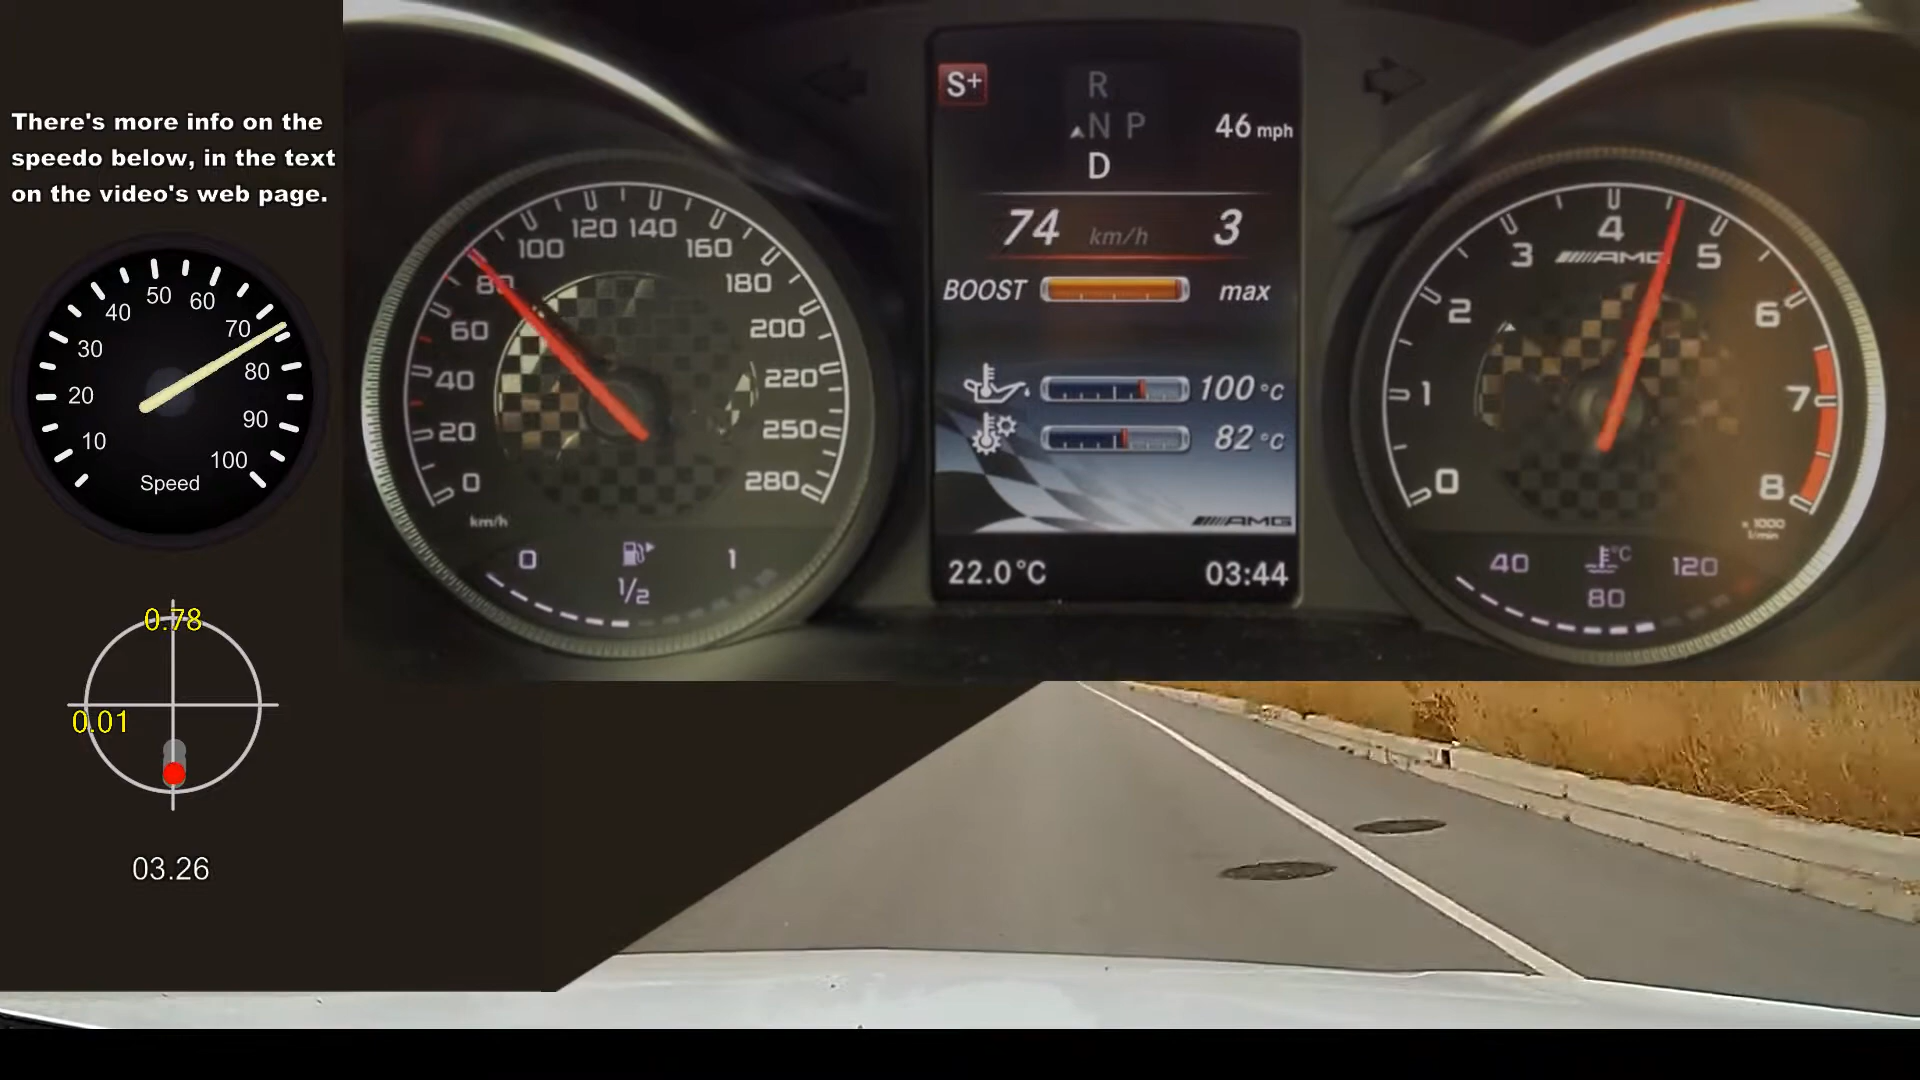 There's more info on the
speedo below, in the text
on the video's web page.
10
20
30
40
50
60
70
80
90
100
Speed
0.78
0.01
03.26
0
20
40
60
80
100
120
140
160
180
200
220
250
280
km/h
0
1/2
1
S+
R
N P
D
46 mph
74 km/h 3
BOOST max
100 °C
82 °C
AMG
22.0°C 03:44
0
1
2
3
4
5
6
7
8
AMG
x 1000
1/min
40 °C 120
80